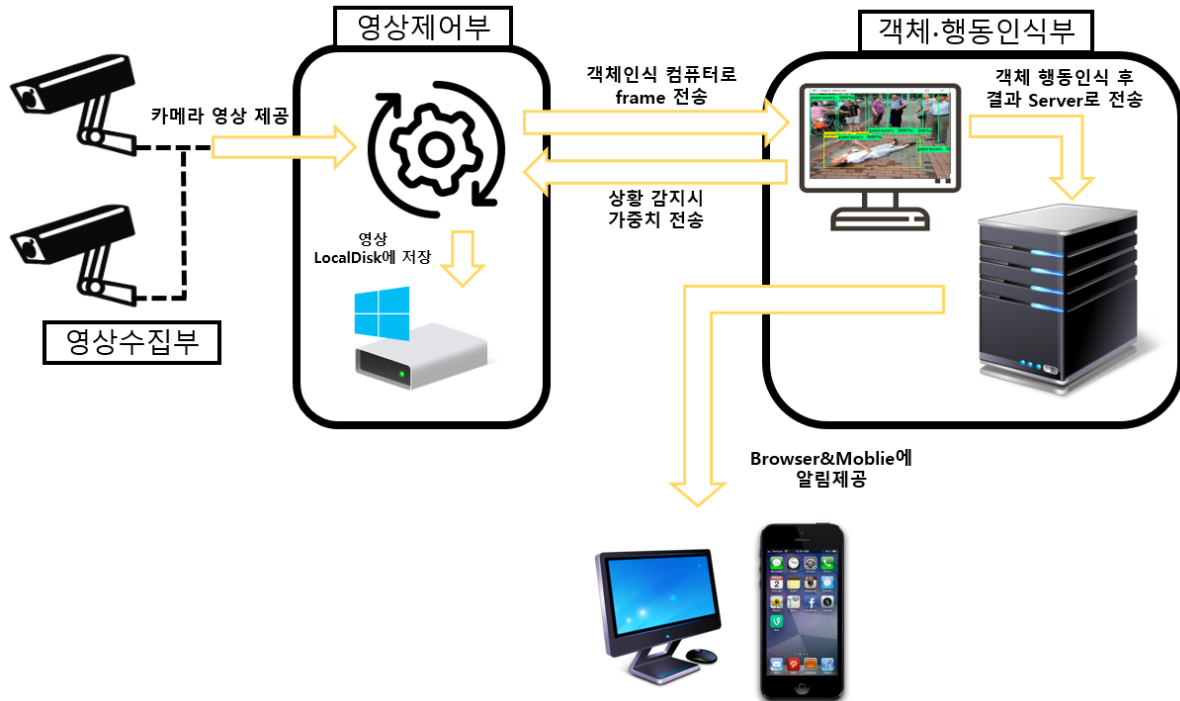 영상제어부
객체·행동인식부
카메라 영상 제공
객체인식 컴퓨터로
frame 전송
객체 행동인식 후
결과 Server로 전송
상황 감지시
가중치 전송
영상
LocalDisk에 저장
영상수집부
Browser&Moblie에
알림제공